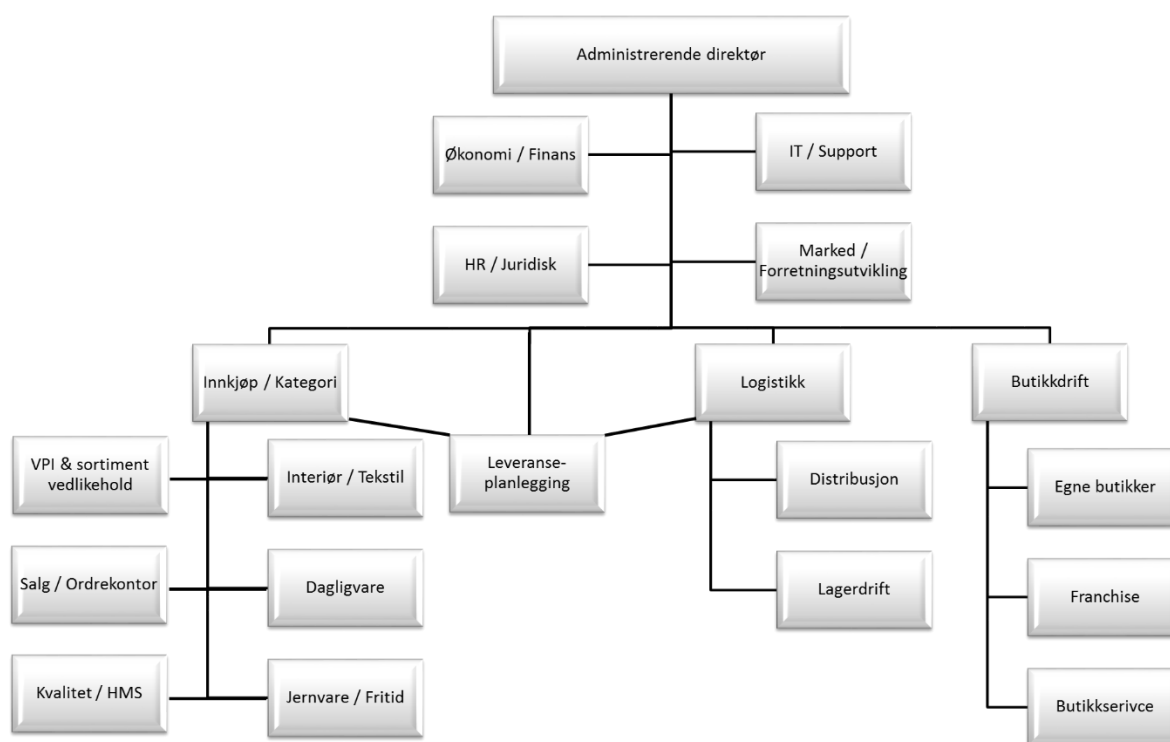 Administrerende direktør
Økonomi / Finans
IT / Support
HR / Juridisk
Marked /
Forretningsutvikling
Innkjøp / Kategori
Logistikk
Butikkdrift
Leveranse-
planlegging
VPI & sortiment
vedlikehold
Interiør / Tekstil
Distribusjon
Egne butikker
Salg / Ordrekontor
Dagligvare
Lagerdrift
Franchise
Kvalitet / HMS
Jernvare / Fritid
Butikkserivce